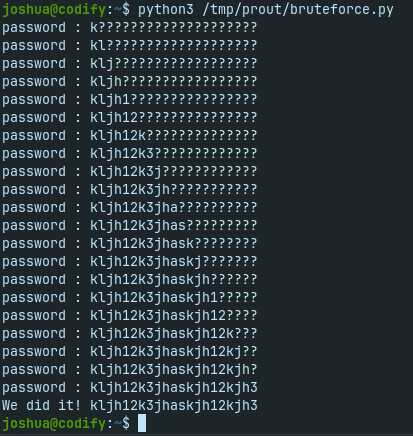 joshua@codify:~$ python3 /tmp/prout/bruteforce.py
password : k????????????????????
password : kl???????????????????
password : klj??????????????????
password : kljh?????????????????
password : kljh1????????????????
password : kljh12???????????????
password : kljh12k??????????????
password : kljh12k3?????????????
password : kljh12k3j????????????
password : kljh12k3jh???????????
password : kljh12k3jha??????????
password : kljh12k3jhas?????????
password : kljh12k3jhask????????
password : kljh12k3jhaskj???????
password : kljh12k3jhaskjh??????
password : kljh12k3jhaskjh1?????
password : kljh12k3jhaskjh12????
password : kljh12k3jhaskjh12k???
password : kljh12k3jhaskjh12kj??
password : kljh12k3jhaskjh12kjh?
password : kljh12k3jhaskjh12kjh3
We did it! kljh12k3jhaskjh12kjh3
joshua@codify:~$